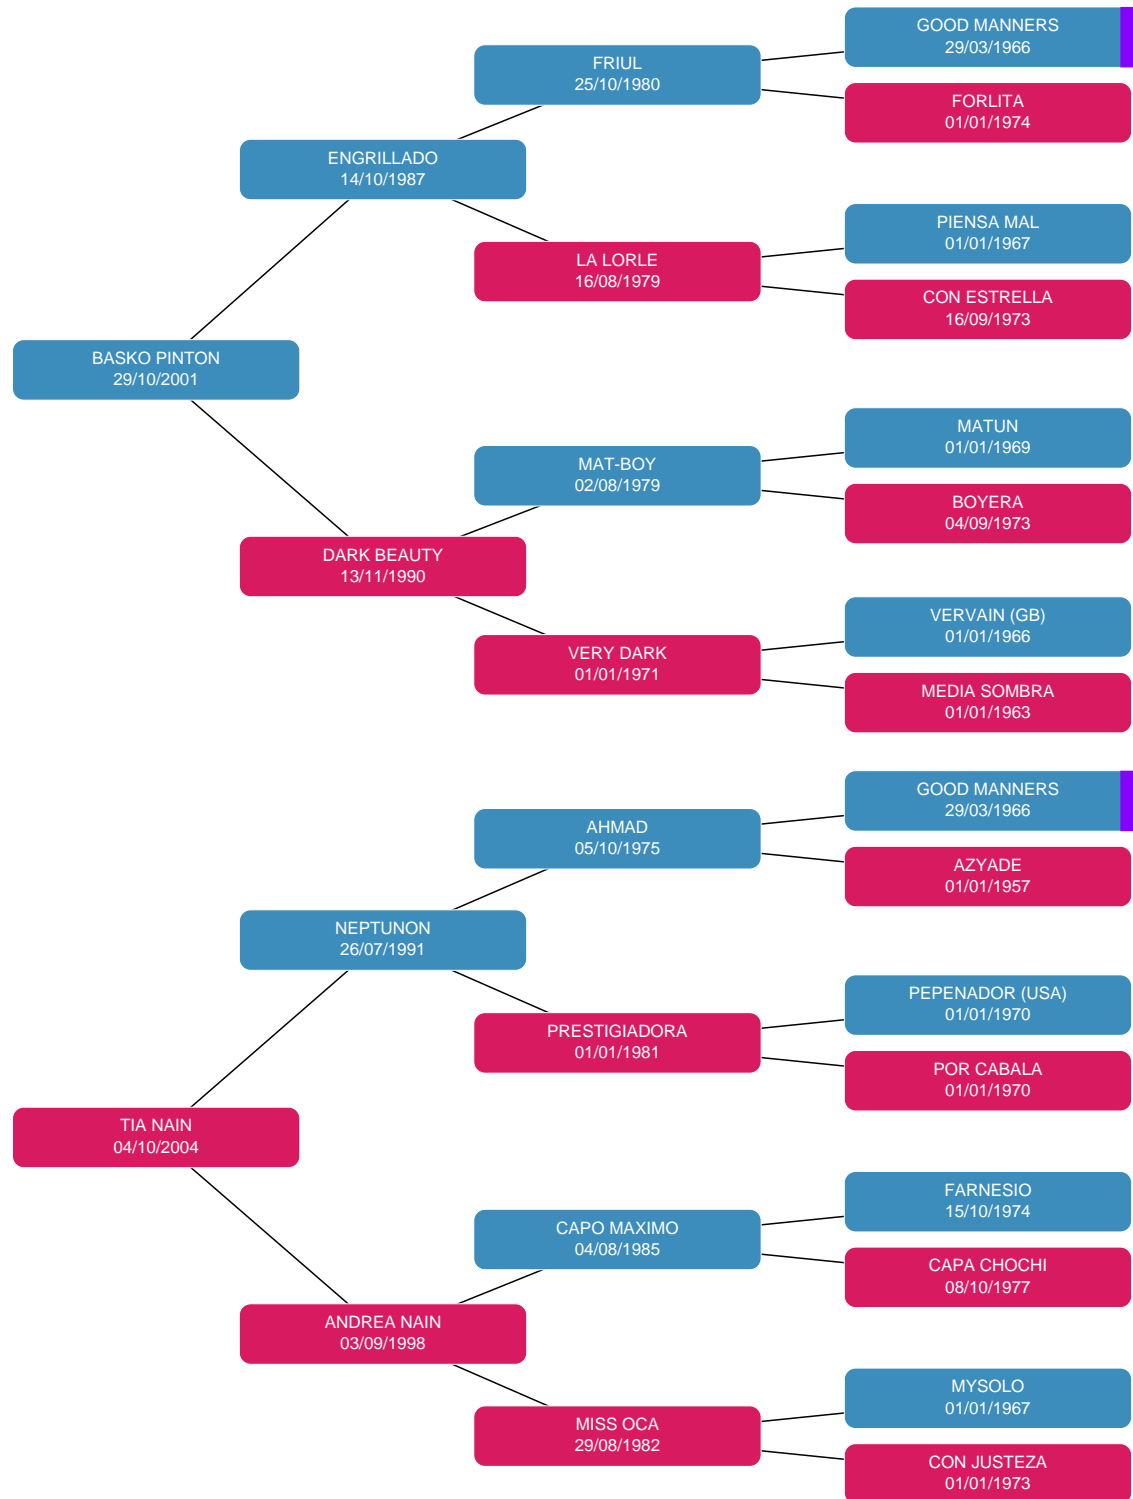 GOOD MANNERS
29/03/1966
FRIUL
25/10/1980
FORLITA
01/01/1974
ENGRILLADO
14/10/1987
PIENSA MAL
01/01/1967
LA LORLE
16/08/1979
CON ESTRELLA
16/09/1973
BASKO PINTON
29/10/2001
MATUN
01/01/1969
MAT-BOY
02/08/1979
BOYERA
04/09/1973
DARK BEAUTY
13/11/1990
VERVAIN (GB)
01/01/1966
VERY DARK
01/01/1971
MEDIA SOMBRA
01/01/1963
GOOD MANNERS
29/03/1966
AHMAD
05/10/1975
AZYADE
01/01/1957
NEPTUNON
26/07/1991
PEPENADOR (USA)
01/01/1970
PRESTIGIADORA
01/01/1981
POR CABALA
01/01/1970
TIA NAIN
04/10/2004
FARNESIO
15/10/1974
CAPO MAXIMO
04/08/1985
CAPA CHOCHI
08/10/1977
ANDREA NAIN
03/09/1998
MYSOLO
01/01/1967
MISS OCA
29/08/1982
CON JUSTEZA
01/01/1973